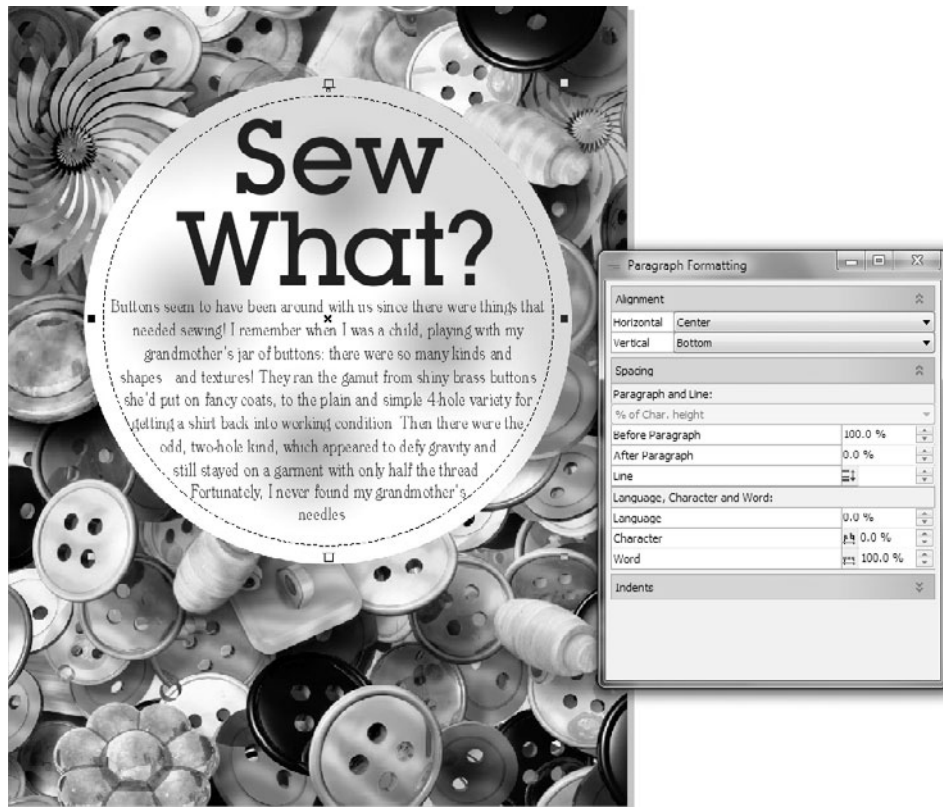 Sew
What?
Buttons seem to have been around with us since there were things that
needed sewing! I remember when I was a child, playing with my
grandmother's jar of buttons: there were so many kinds and
shapes and textures! They ran the gamut from shiny brass buttons
she'd put on fancy coats, to the plain and simple 4-hole variety for
getting a shirt back into working condition Then there were the
odd, two-hole kind, which appeared to defy gravity and
still stayed on a garment with only half the thread
Fortunately, I never found my grandmother's
needles
Paragraph Formatting
Alignment
Horizontal Center
Vertical Bottom
Spacing
Paragraph and Line:
% of Char. height
Before Paragraph 100.0 %
After Paragraph 0.0 %
Line
Language, Character and Word:
Language 0.0 %
Character 0.0 %
Word 100.0 %
Indents